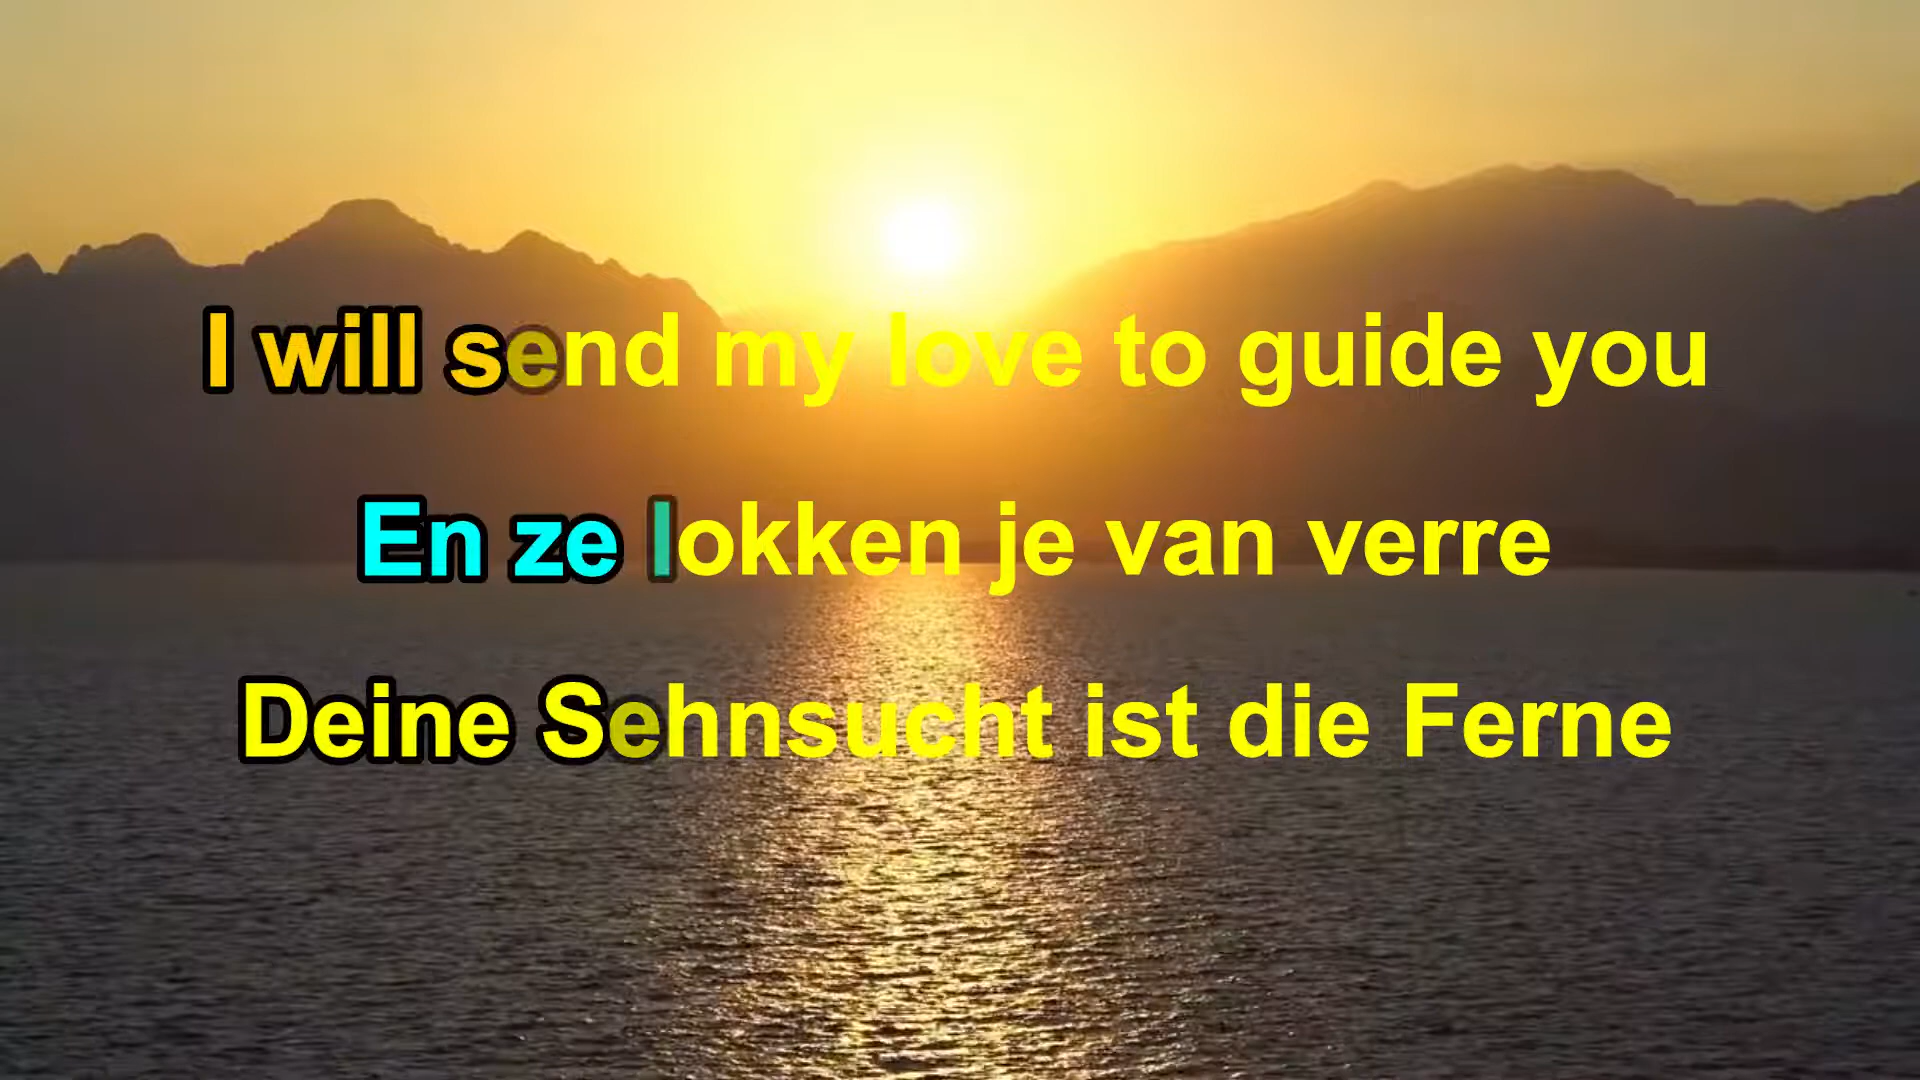 I will send my love to guide you
En ze lokken je van verre
Deine Sehnsucht ist die Ferne